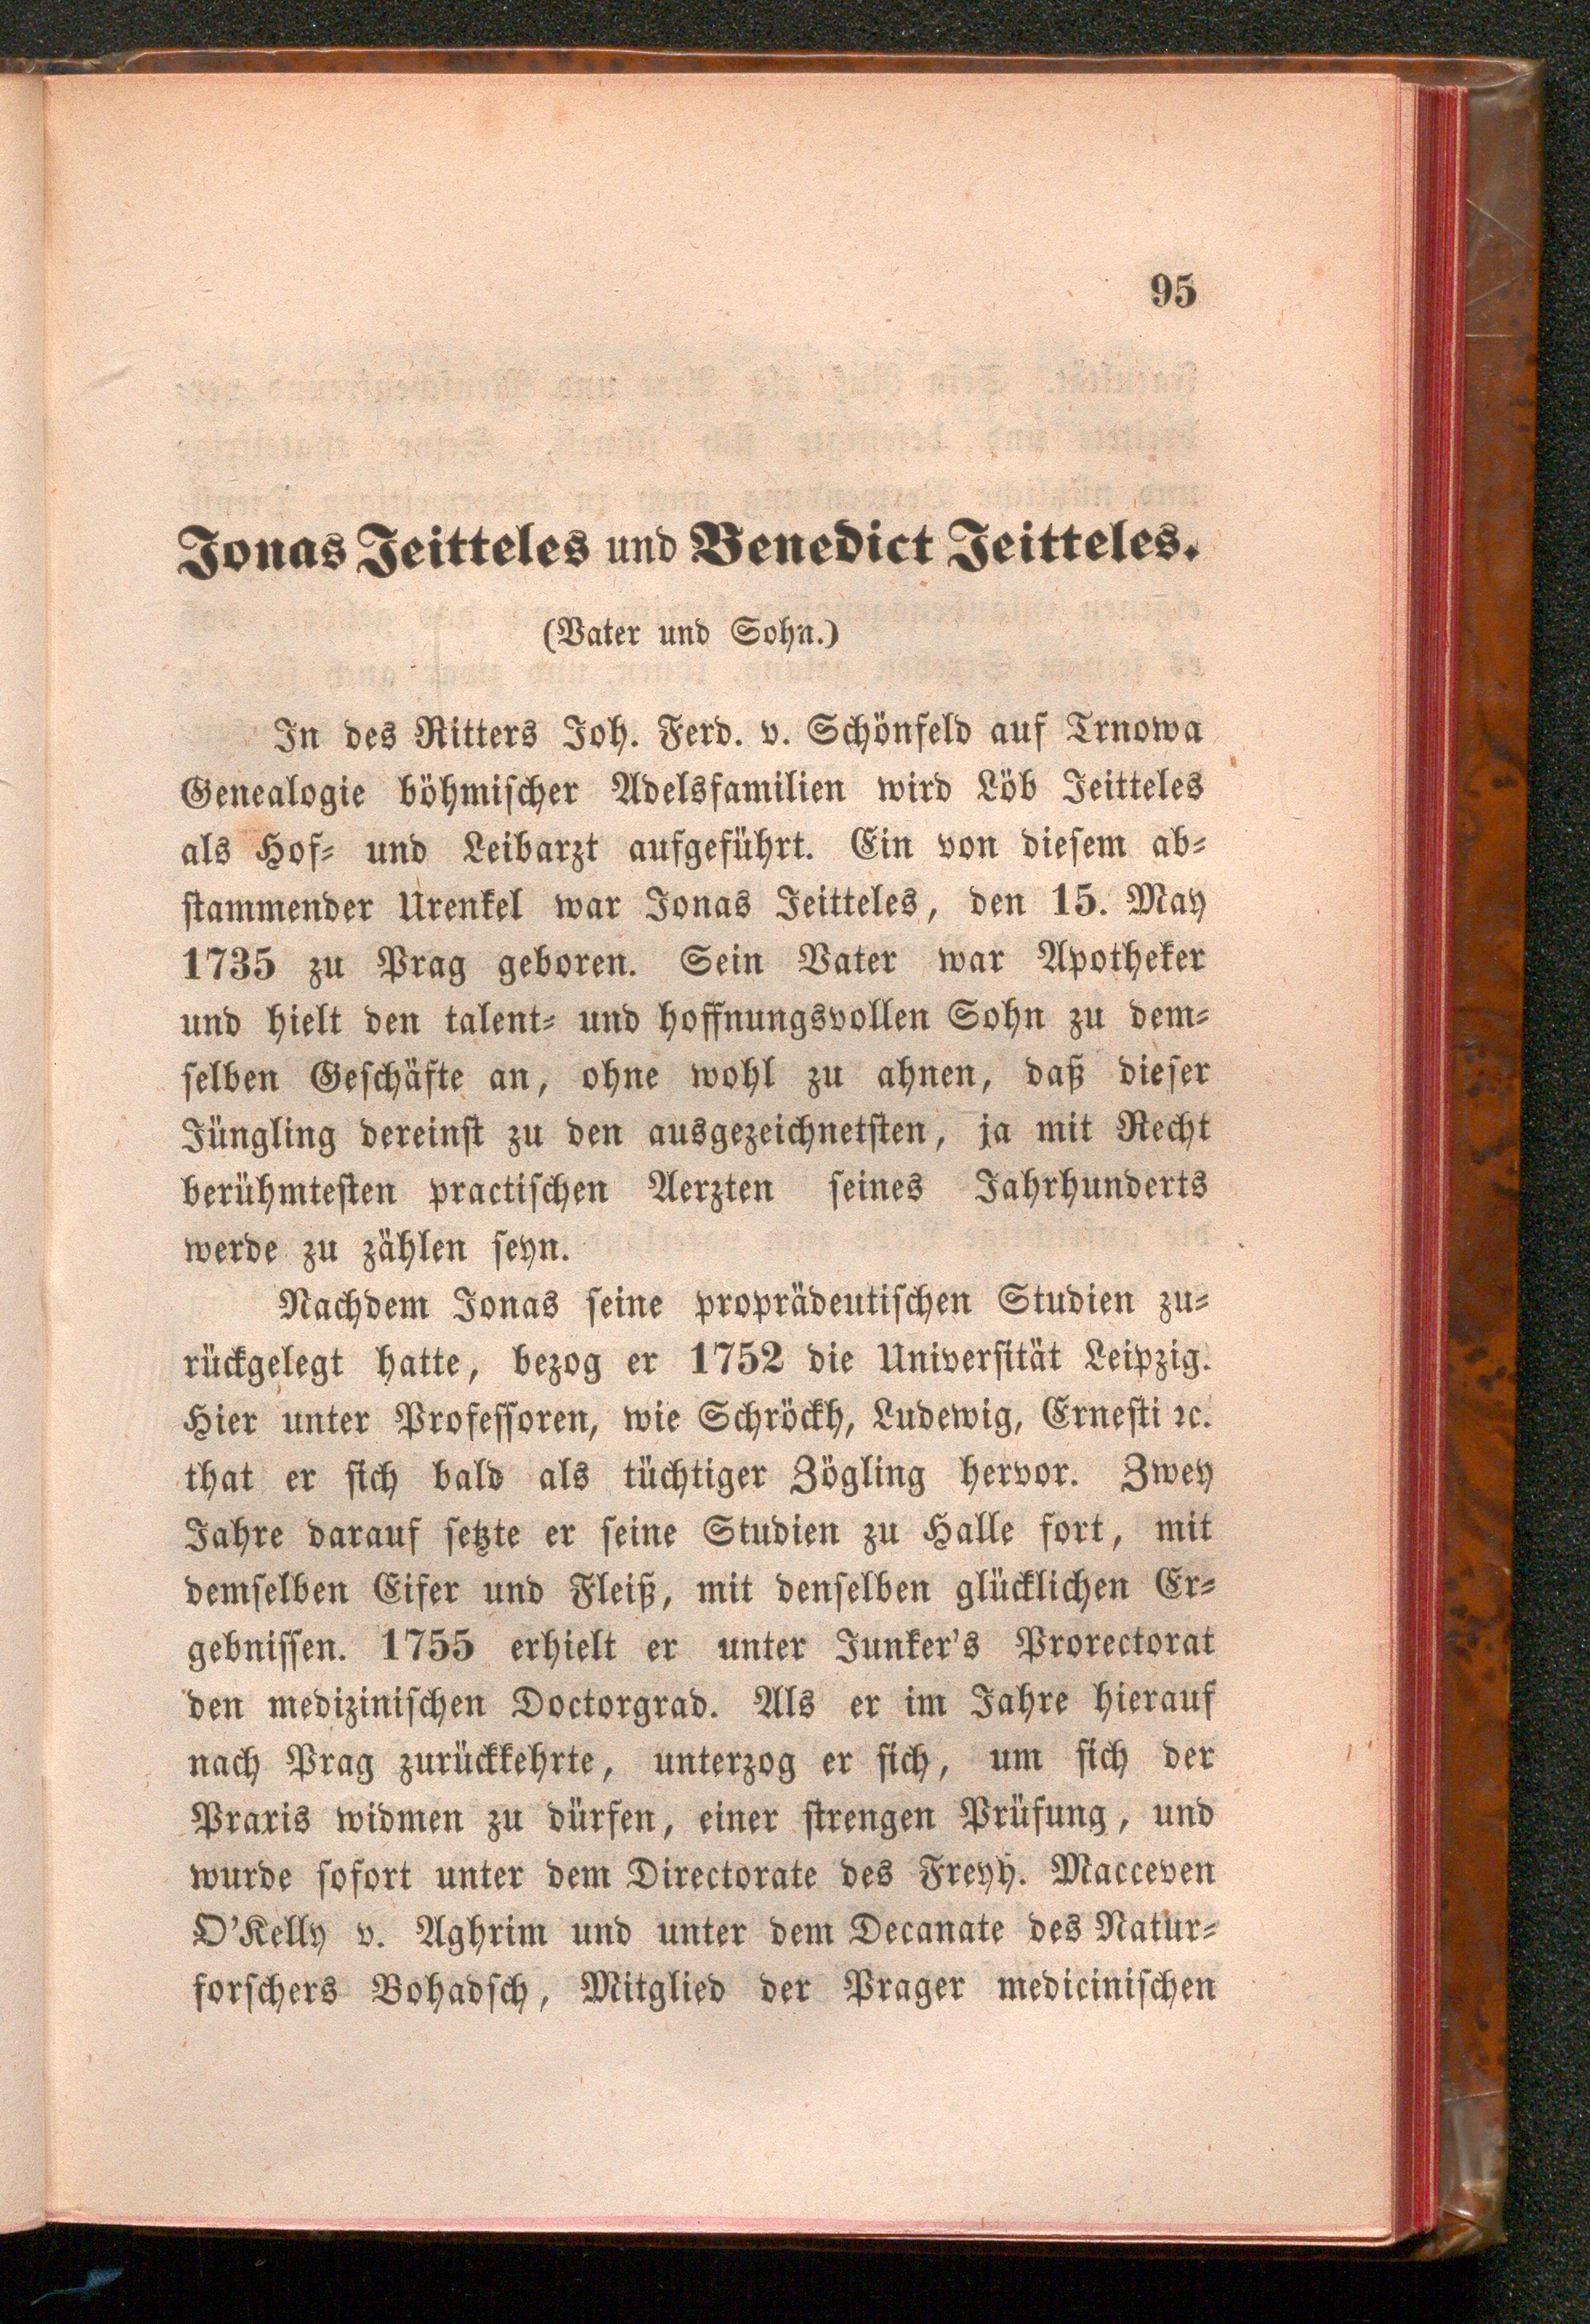 95
Jonas Jeitteles und Benedict Jeitteles.
(Vater und Sohn.)
In des Ritters Joh. Ferd. v. Schönfeld auf Trnowa
Genealogie böhmischer Adelsfamilien wird Löb Jeitteles
als Hof- und Leibarzt aufgeführt. Ein von diesem ab-
stammender Urenkel war Jonas Jeitteles, den 15. May
1735 zu Prag geboren. Sein Vater war Apotheker
und hielt den talent- und hoffnungsvollen Sohn zu dem-
selben Geschäfte an, ohne wohl zu ahnen, daß dieser
Jüngling dereinst zu den ausgezeichnetsten, ja mit Recht
berühmtesten practischen Aerzten seines Jahrhunderts
werde zu zählen seyn.
Nachdem Jonas seine proprädeutischen Studien zu-
rückgelegt hatte, bezog er 1752 die Universität Leipzig.
Hier unter Professoren, wie Schröckh, Ludewig, Ernesti ꝛc.
that er sich bald als tüchtiger Zögling hervor. Zwey
Jahre darauf setzte er seine Studien zu Halle fort, mit
demselben Eifer und Fleiß, mit denselben glücklichen Er-
gebnissen. 1755 erhielt er unter Junker's Prorectorat
den medizinischen Doctorgrad. Als er im Jahre hierauf
nach Prag zurückkehrte, unterzog er sich, um sich der
Praxis widmen zu dürfen, einer strengen Prüfung, und
wurde sofort unter dem Directorate des Freyh. Macceven
O'Kelly v. Aghrim und unter dem Decanate des Natur-
forschers Bohadsch, Mitglied der Prager medicinischen